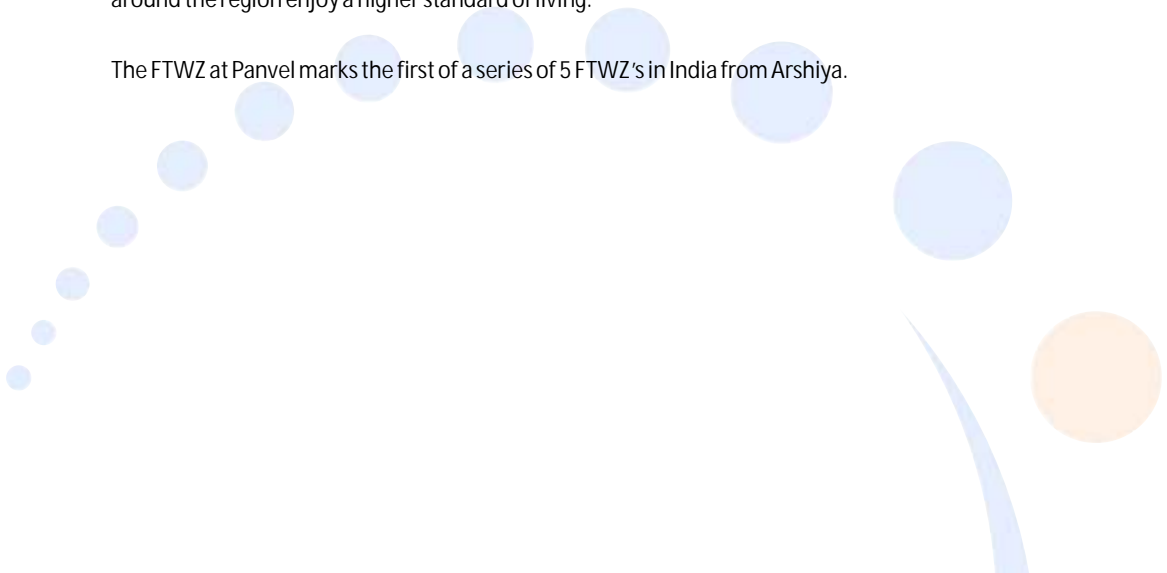 around the region enjoy a higher standard of living.
The FTWZ at Panvel marks the first of a series of 5 FTWZ's in India from Arshiya.